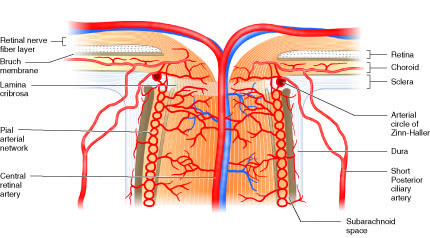 Retinal nerve
fiber layer
Bruch
membrane
Lamina
cribrosa
Pial
arterial
network
Central
retinal
artery
Retina
Choroid
Sclera
Arterial
circle of
Zinn-Haller
Dura
Short
Posterior
ciliary
artery
Subarachnoid
space